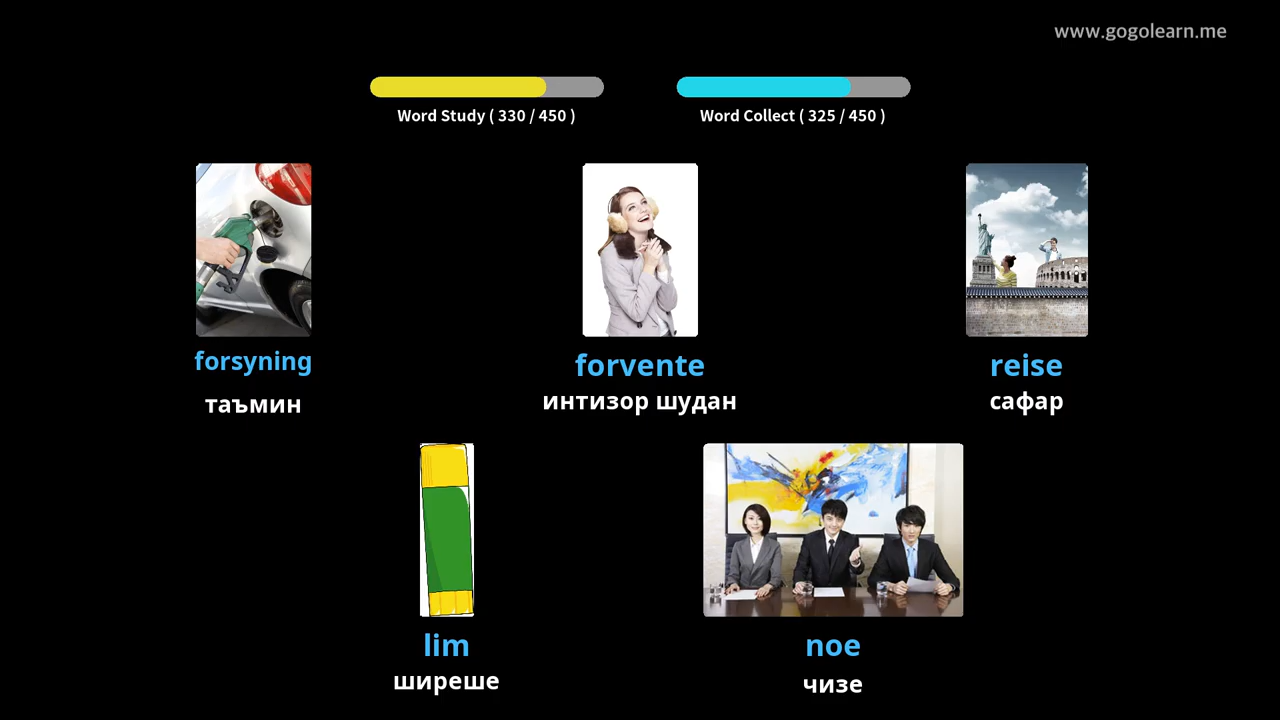 www.gogolearn.me
Word Study ( 330 / 450 )
Word Collect ( 325 / 450 )
forsyning
таъмин
forvente
интизор шудан
reise
сафар
lim
ширеше
noe
чизе